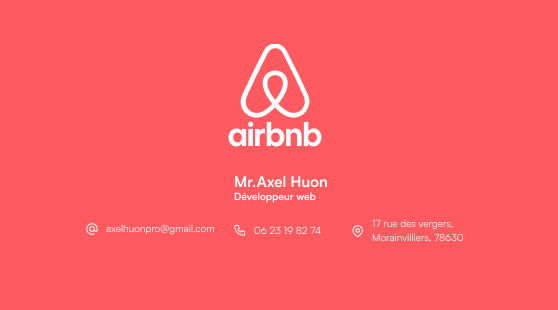 airbnb
Mr.Axel Huon
Développeur web
axelhuonpro@gmail.com
06 23 19 82 74
17 rue des vergers,
Morainvilliers, 78630